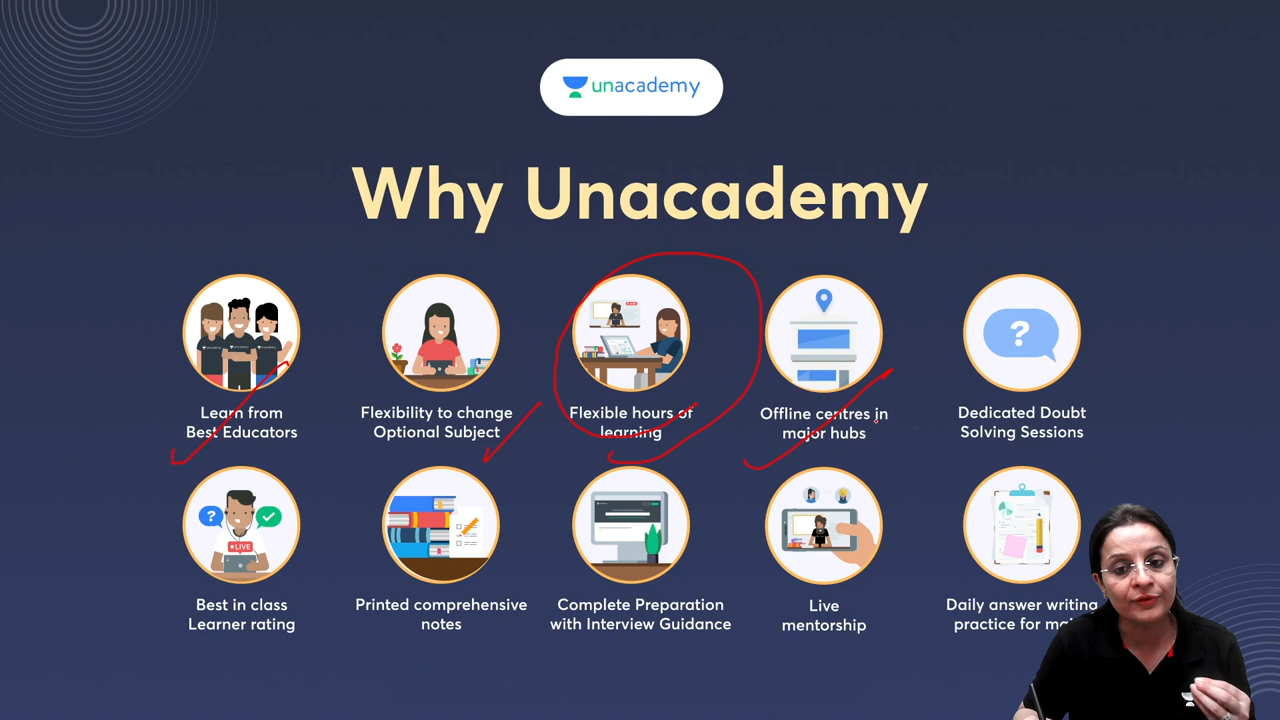 unacademy
Why Unacademy
Learn from
Best Educators
Flexibility to change
Optional Subject
Flexible hours of
learning
Offline centres in
major hubs
Dedicated Doubt
Solving Sessions
?
?
LIVE
Best in class
Learner rating
Printed comprehensive
notes
Complete Preparation
with Interview Guidance
Live
mentorship
Daily answer writing
practice for